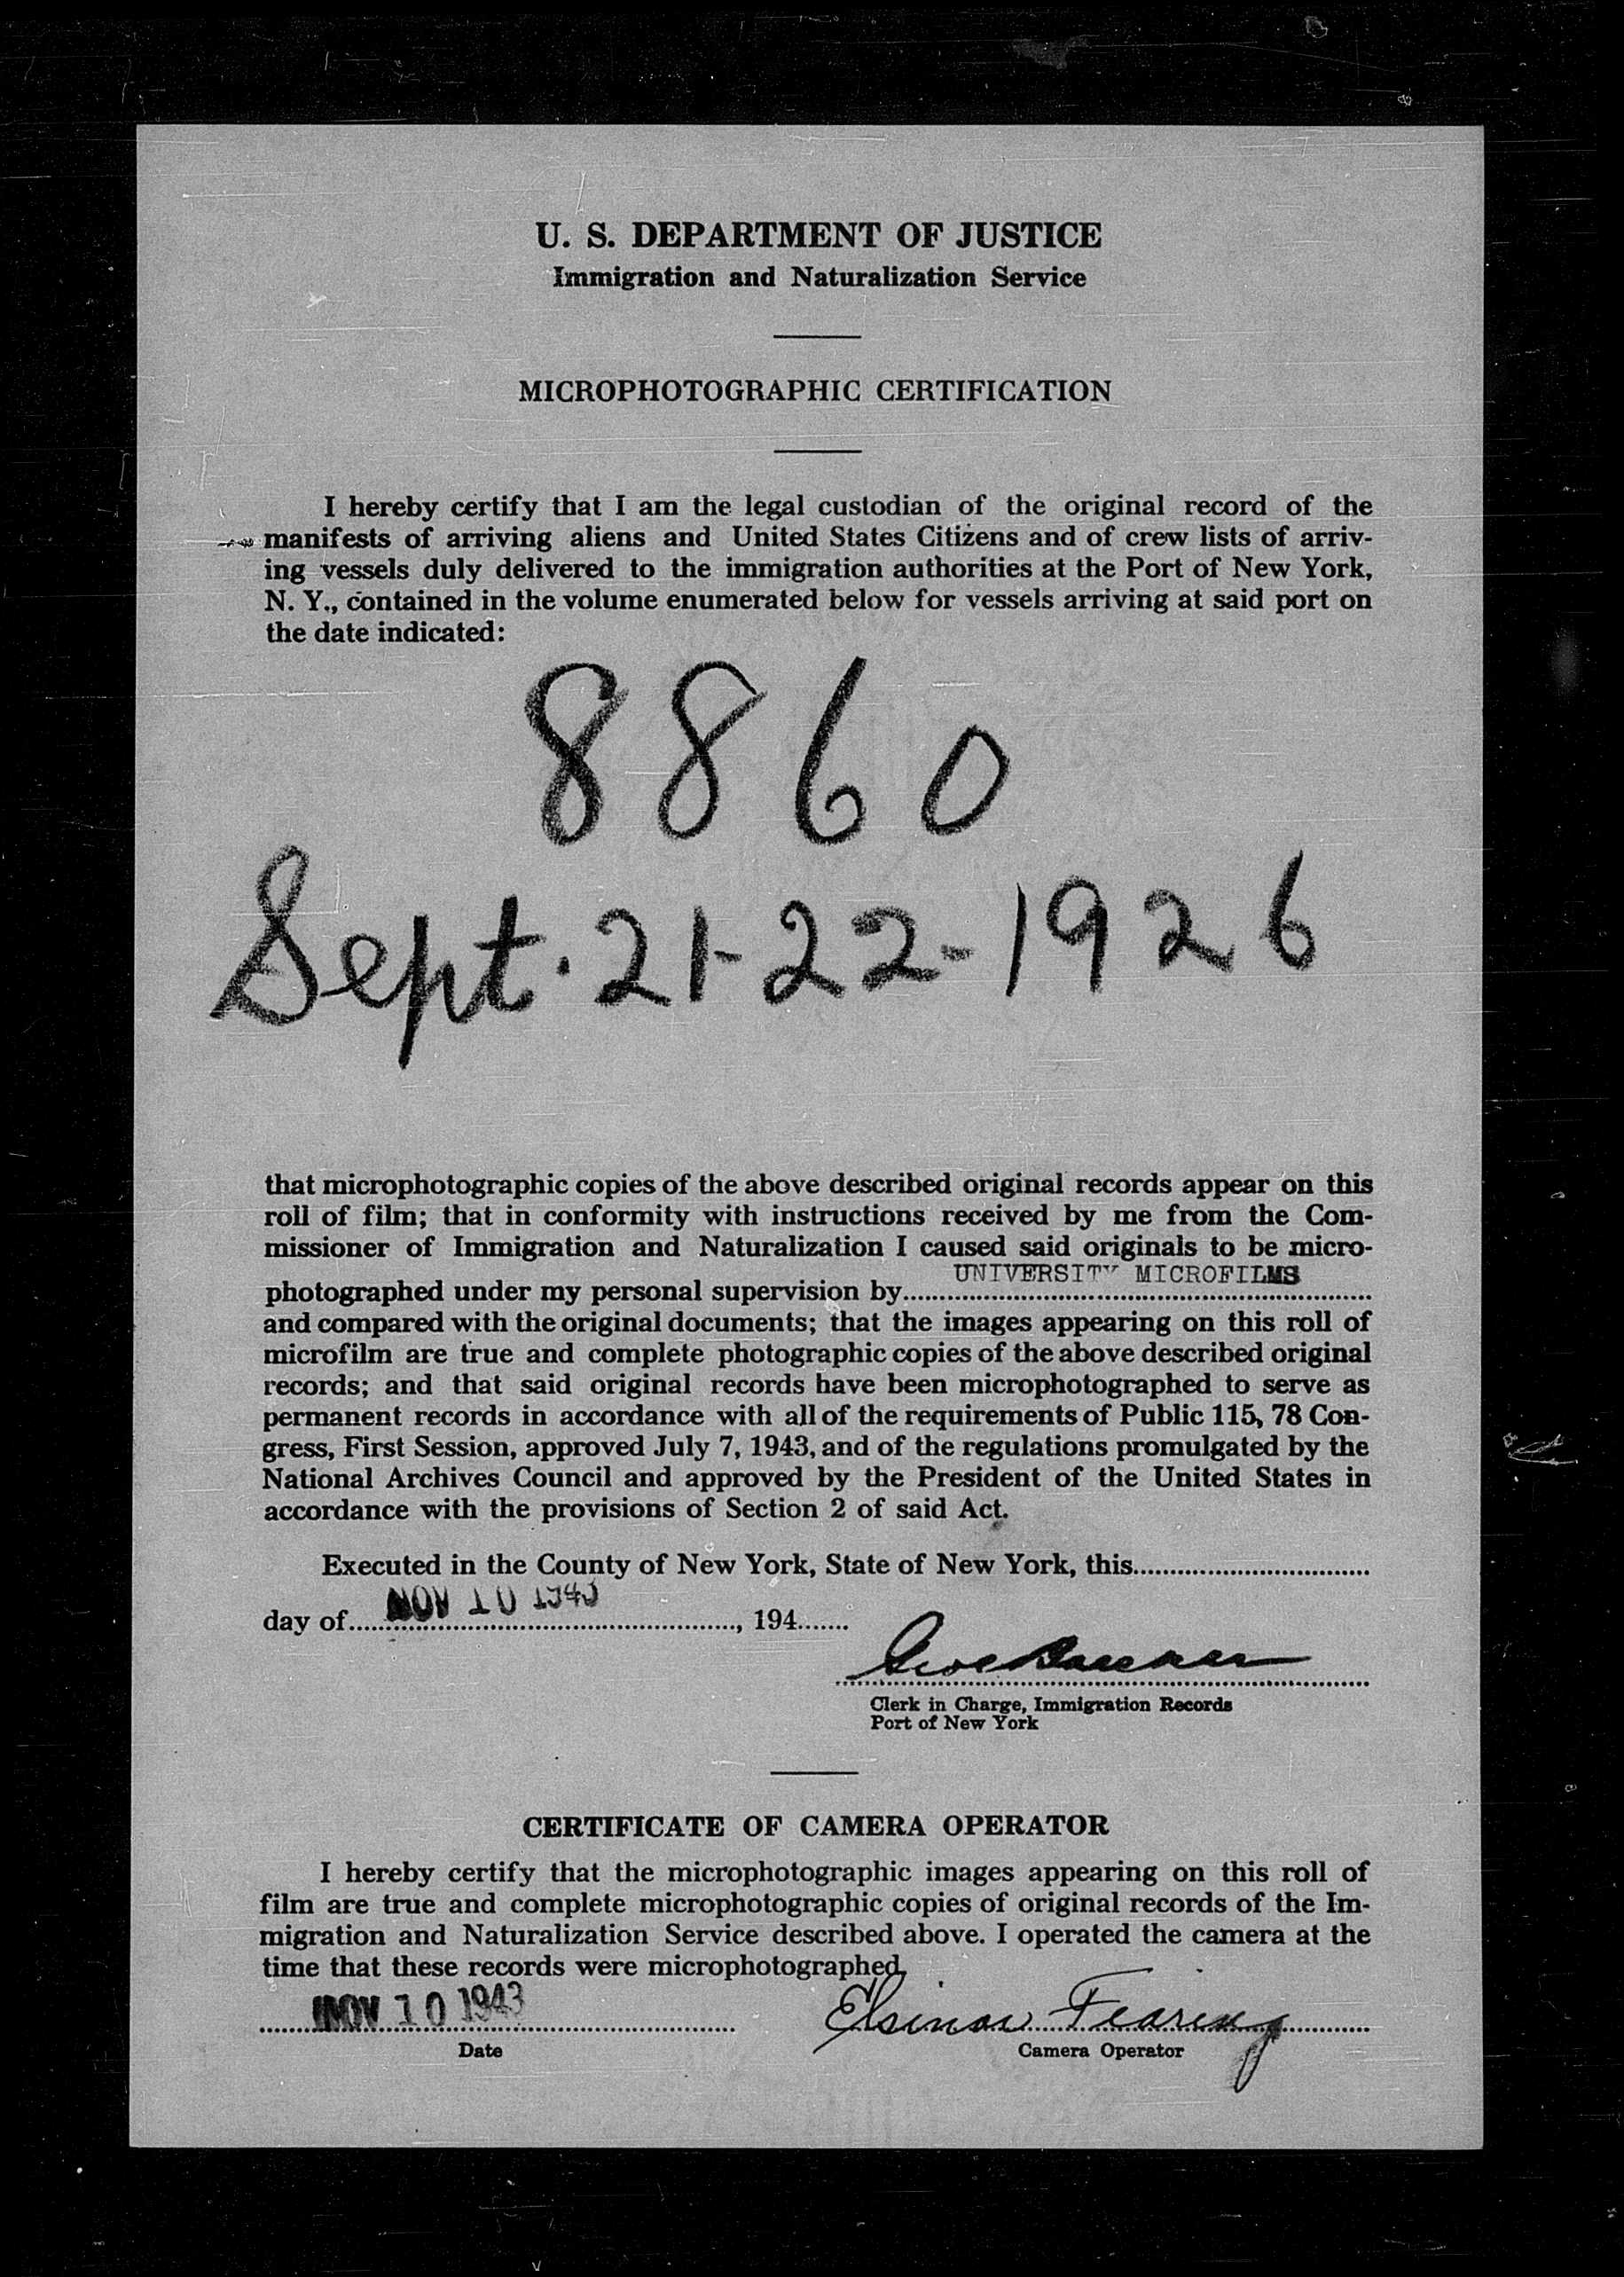 U. S. DEPARTMENT OF JUSTICE
Immigration and Naturalization Service
MICROPHOTOGRAPHIC CERTIFICATION
I hereby certify that I am the legal custodian of the original record of the
manifests of arriving aliens and United States Citizens and of crew lists of arriv-
ing vessels duly delivered to the immigration authorities at the Port of New York,
N. Y., contained in the volume enumerated below for vessels arriving at said port on
the date indicated:
8860
Sept. 21-22-1926
that microphotographic copies of the above described original records appear on this
roll of film; that in conformity with instructions received by me from the Com-
missioner of Immigration and Naturalization I caused said originals to be micro-
UNIVERSITY MICROFILMS
photographed under my personal supervision by
and compared with the original documents; that the images appearing on this roll of
microfilm are true and complete photographic copies of the above described original
records; and that said original records have been microphotographed to serve as
permanent records in accordance with all of the requirements of Public 115, 78 Con-
gress, First Session, approved July 7, 1943, and of the regulations promulgated by the
National Archives Council and approved by the President of the United States in
accordance with the provisions of Section 2 of said Act.
Executed in the County of New York, State of New York, this
NOV 10 1943
day of , 194
Clerk in Charge, Immigration Records
Port of New York
CERTIFICATE OF CAMERA OPERATOR
I hereby certify that the microphotographic images appearing on this roll of
film are true and complete microphotographic copies of original records of the Im-
migration and Naturalization Service described above. I operated the camera at the
time that these records were microphotographed.
NOV 10 1943 Elsinor Fearing
Date Camera Operator